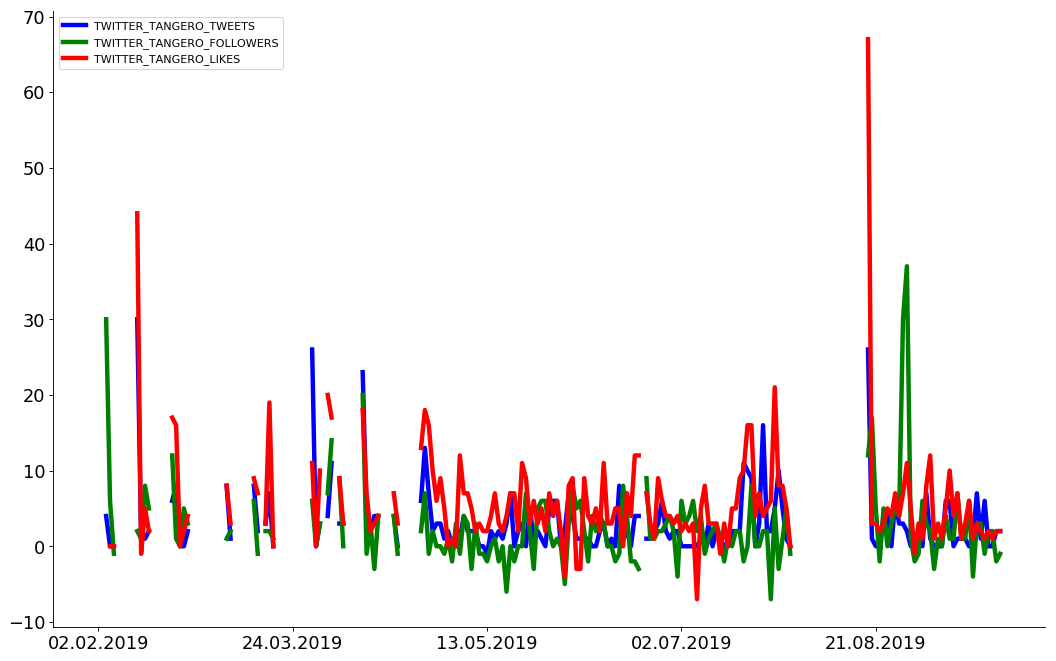 70
60
50
40
30
20
10
0
−10
TWITTER_TANGERO_TWEETS
TWITTER_TANGERO_FOLLOWERS
TWITTER_TANGERO_LIKES
02.02.2019 24.03.2019 13.05.2019 02.07.2019 21.08.2019